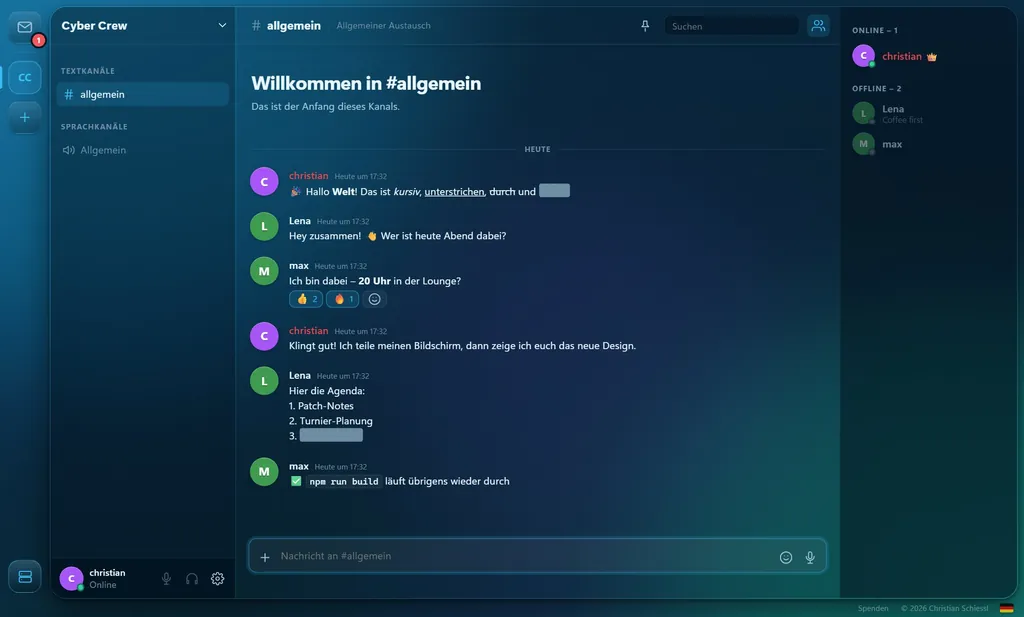 1
CC
Cyber Crew
TEXTKANÄLE
# allgemein
SPRACHKANÄLE
Allgemein
C
christian
Online
# allgemein Allgemeiner Austausch
Suchen
Willkommen in #allgemein
Das ist der Anfang dieses Kanals.
HEUTE
C
christian Heute um 17:32
🎉 Hallo Welt! Das ist kursiv, unterstrichen, durch und
L
Lena Heute um 17:32
Hey zusammen! 👋 Wer ist heute Abend dabei?
M
max Heute um 17:32
Ich bin dabei – 20 Uhr in der Lounge?
👍 2 🔥 1
C
christian Heute um 17:32
Klingt gut! Ich teile meinen Bildschirm, dann zeige ich euch das neue Design.
L
Lena Heute um 17:32
Hier die Agenda:
1. Patch-Notes
2. Turnier-Planung
3.
M
max Heute um 17:32
✅ npm run build läuft übrigens wieder durch
+ Nachricht an #allgemein
ONLINE – 1
C
christian 👑
OFFLINE – 2
L
Lena
Coffee first
M
max
Spenden © 2026 Christian Schiestl